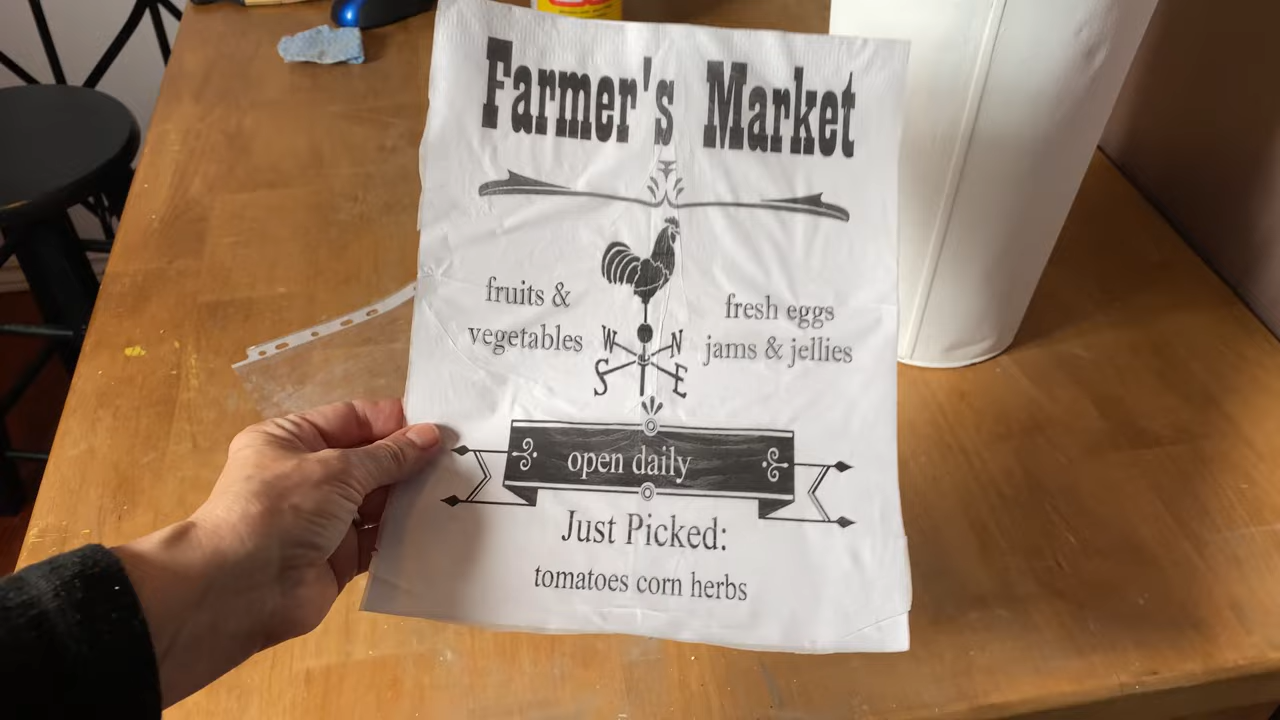 Farmer's Market
fruits &
vegetables
fresh eggs
jams & jellies
W N
S E
open daily
Just Picked:
tomatoes corn herbs